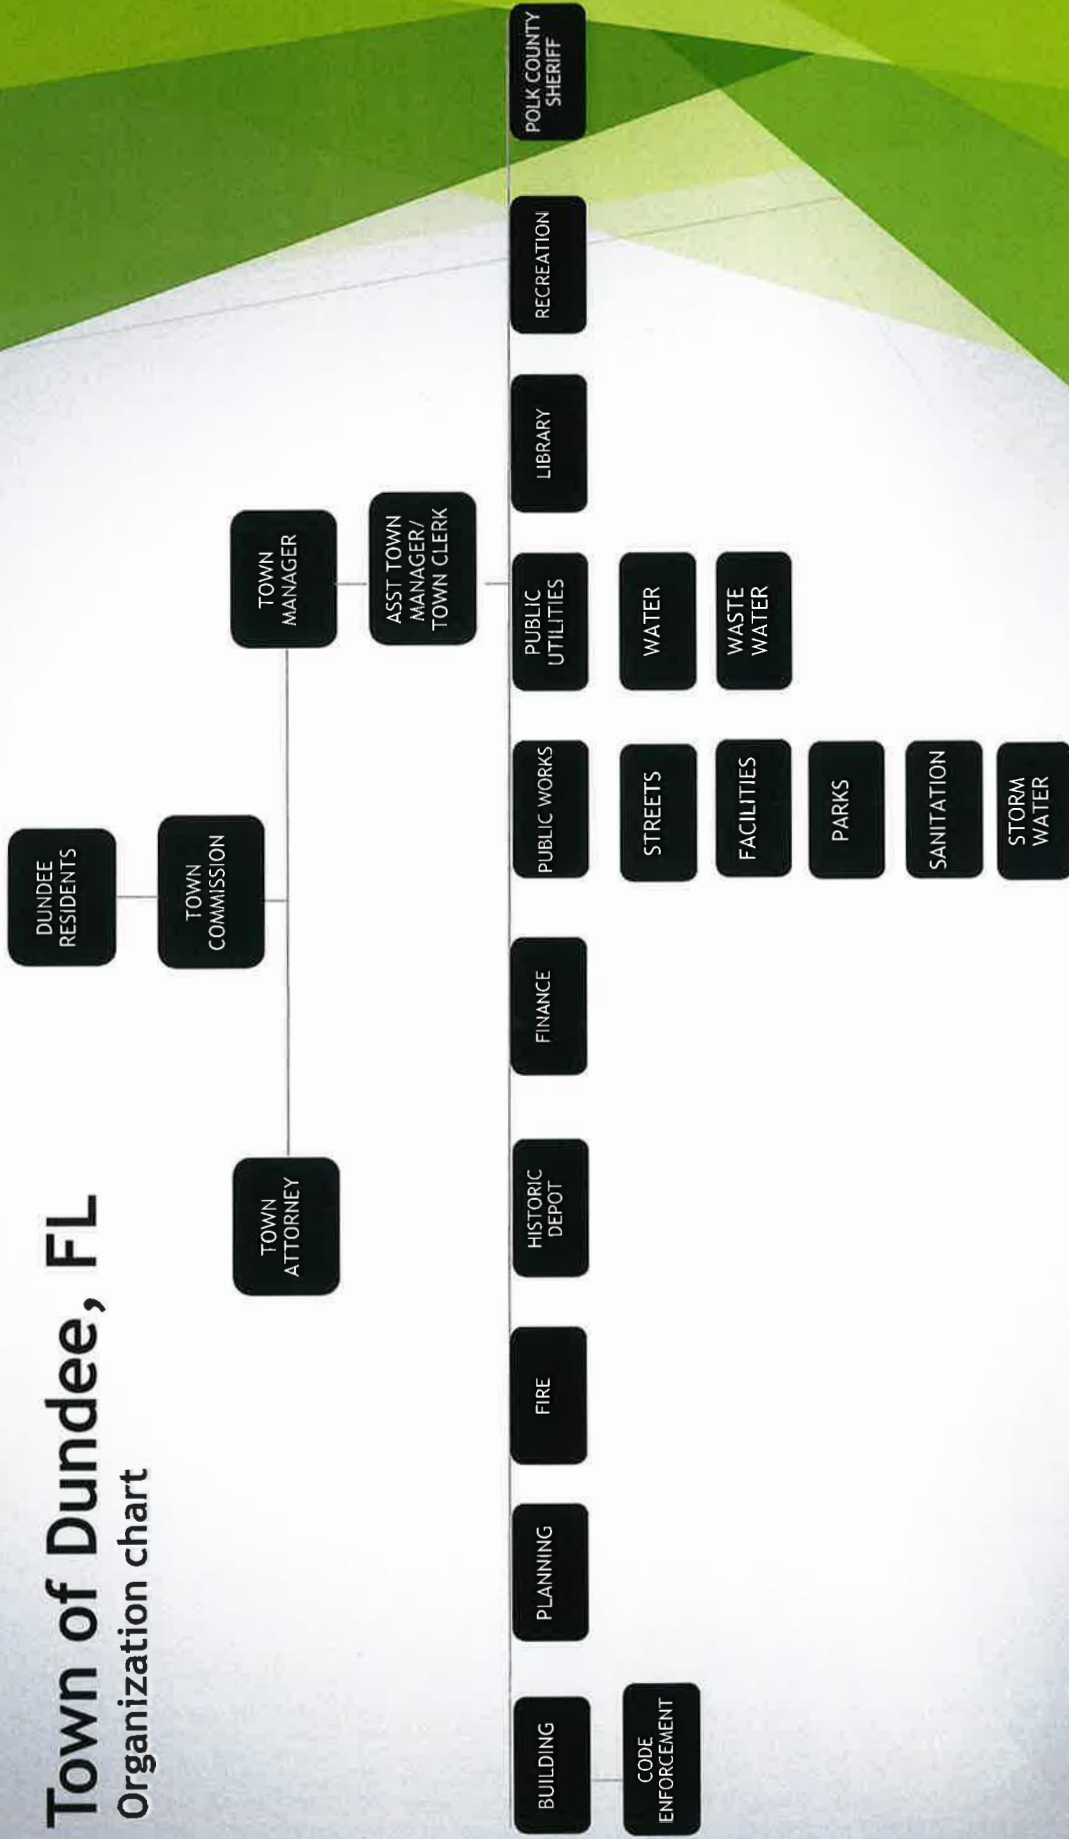 Town of Dundee, FL
Organization chart
DUNDEE
RESIDENTS
TOWN
COMMISSION
TOWN
ATTORNEY
TOWN
MANAGER
ASST TOWN
MANAGER/
TOWN CLERK
BUILDING
PLANNING
FIRE
HISTORIC
DEPOT
FINANCE
PUBLIC WORKS
PUBLIC
UTILITIES
LIBRARY
RECREATION
POLK COUNTY
SHERIFF
CODE
ENFORCEMENT
STREETS
FACILITIES
PARKS
SANITATION
STORM
WATER
WATER
WASTE
WATER